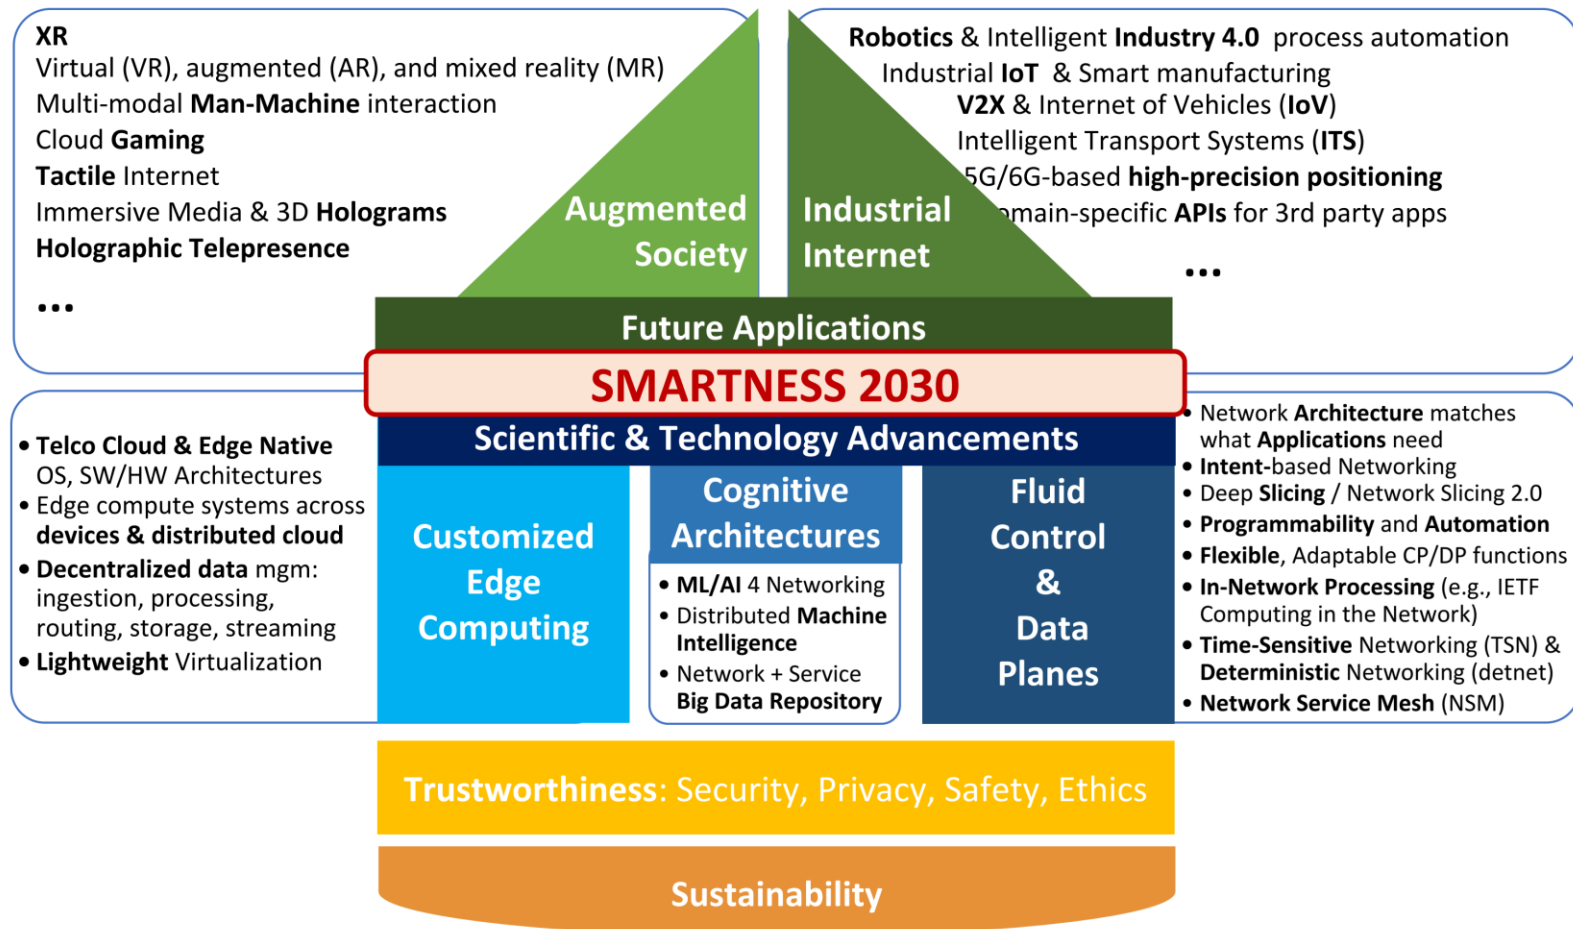 XR
Virtual (VR), augmented (AR), and mixed reality (MR)
Multi-modal Man-Machine interaction
Cloud Gaming
Tactile Internet
Immersive Media & 3D Holograms
Holographic Telepresence
...
Robotics & Intelligent Industry 4.0 process automation
Industrial IoT & Smart manufacturing
V2X & Internet of Vehicles (IoV)
Intelligent Transport Systems (ITS)
5G/6G-based high-precision positioning
omain-specific APIs for 3rd party apps
...
Augmented
Society
Industrial
Internet
Future Applications
SMARTNESS 2030
Scientific & Technology Advancements
• Telco Cloud & Edge Native
OS, SW/HW Architectures
• Edge compute systems across
devices & distributed cloud
• Decentralized data mgm:
ingestion, processing,
routing, storage, streaming
• Lightweight Virtualization
Customized
Edge
Computing
Cognitive
Architectures
• ML/AI 4 Networking
• Distributed Machine
Intelligence
• Network + Service
Big Data Repository
Fluid
Control
&
Data
Planes
• Network Architecture matches
what Applications need
• Intent-based Networking
• Deep Slicing / Network Slicing 2.0
• Programmability and Automation
• Flexible, Adaptable CP/DP functions
• In-Network Processing (e.g., IETF
Computing in the Network)
• Time-Sensitive Networking (TSN) &
Deterministic Networking (detnet)
• Network Service Mesh (NSM)
Trustworthiness: Security, Privacy, Safety, Ethics
Sustainability